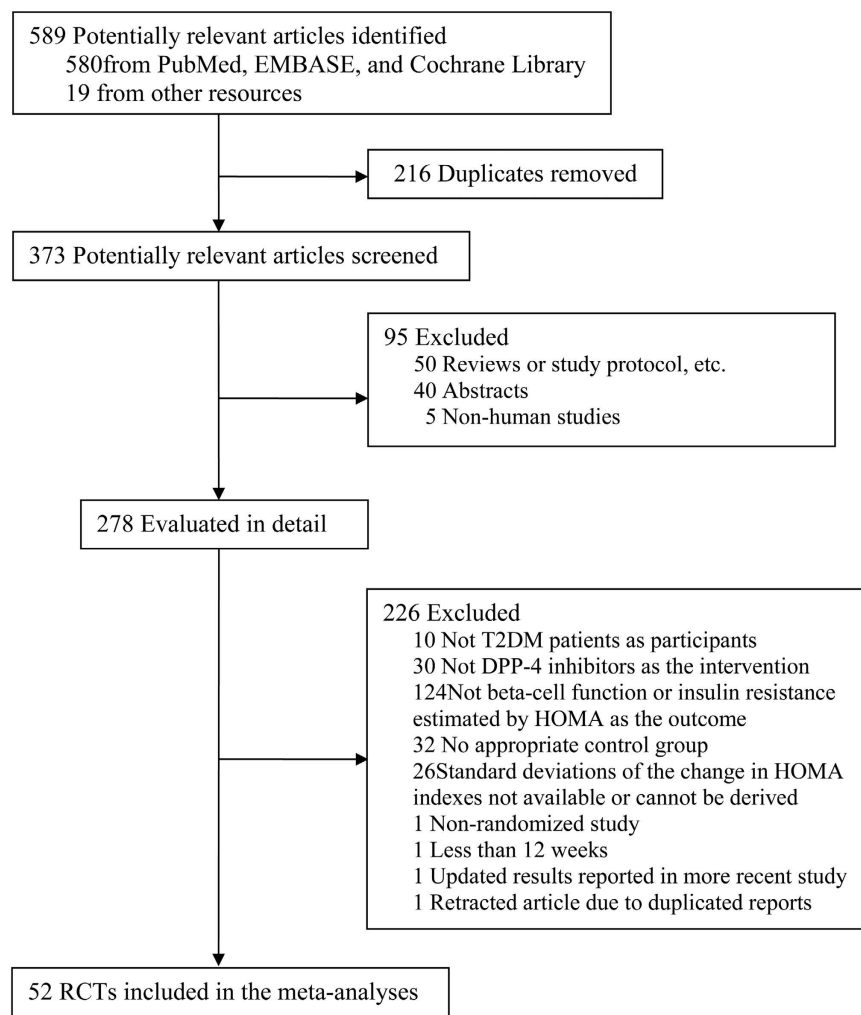 589 Potentially relevant articles identified
580from PubMed, EMBASE, and Cochrane Library
19 from other resources
216 Duplicates removed
373 Potentially relevant articles screened
95 Excluded
50 Reviews or study protocol, etc.
40 Abstracts
5 Non-human studies
278 Evaluated in detail
226 Excluded
10 Not T2DM patients as participants
30 Not DPP-4 inhibitors as the intervention
124Not beta-cell function or insulin resistance
estimated by HOMA as the outcome
32 No appropriate control group
26Standard deviations of the change in HOMA
indexes not available or cannot be derived
1 Non-randomized study
1 Less than 12 weeks
1 Updated results reported in more recent study
1 Retracted article due to duplicated reports
52 RCTs included in the meta-analyses